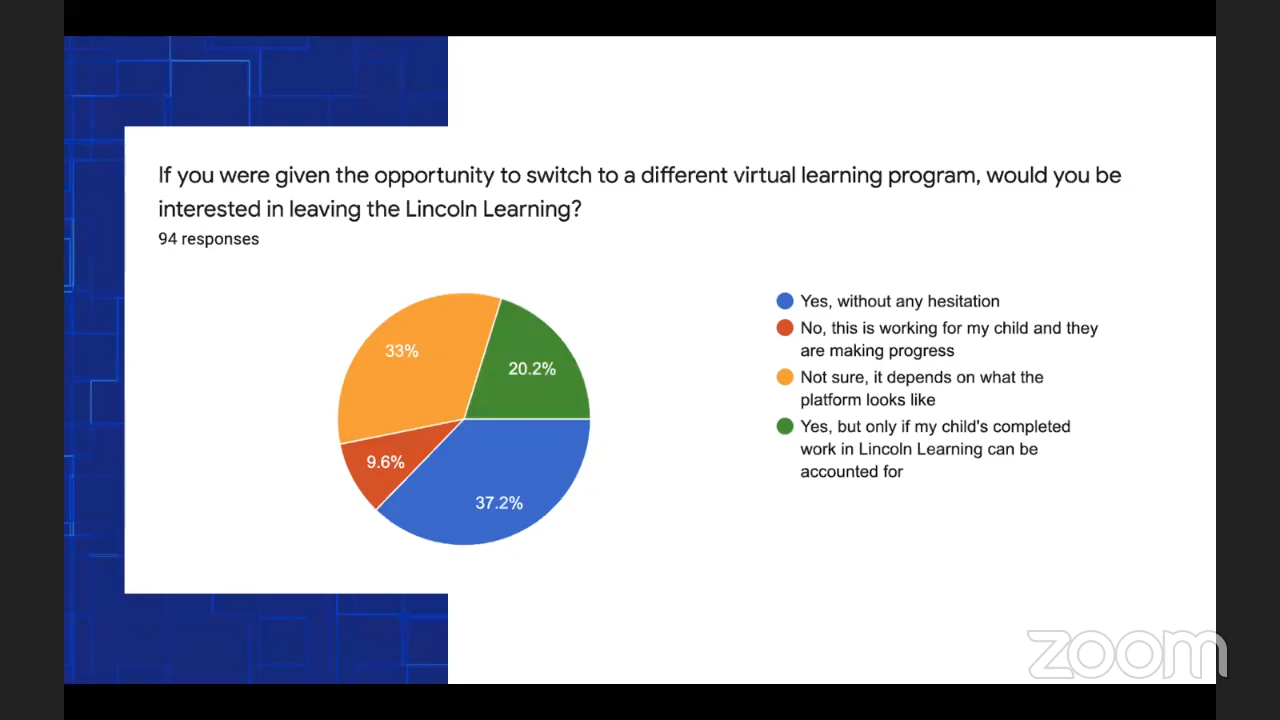 If you were given the opportunity to switch to a different virtual learning program, would you be
interested in leaving the Lincoln Learning?
94 responses
33%
20.2%
9.6%
37.2%
Yes, without any hesitation
No, this is working for my child and they
are making progress
Not sure, it depends on what the
platform looks like
Yes, but only if my child's completed
work in Lincoln Learning can be
accounted for
zoom